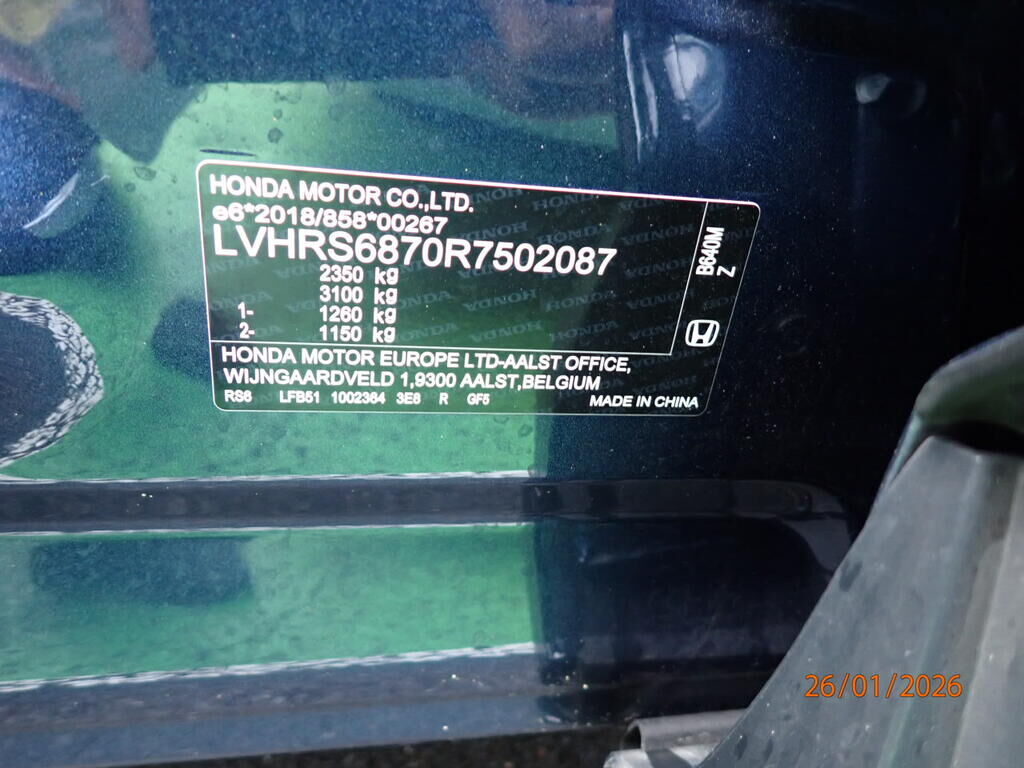 HONDA MOTOR CO.,LTD.
e6*2018/858*00267
LVHRS6870R7502087
2350 kg
3100 kg
1- 1260 kg
2- 1150 kg
B640M
Z
HONDA MOTOR EUROPE LTD-AALST OFFICE,
WIJNGAARDVELD 1,9300 AALST,BELGIUM
RS6 LFB51 1002364 3E6 R GF5 MADE IN CHINA
26/01/2026